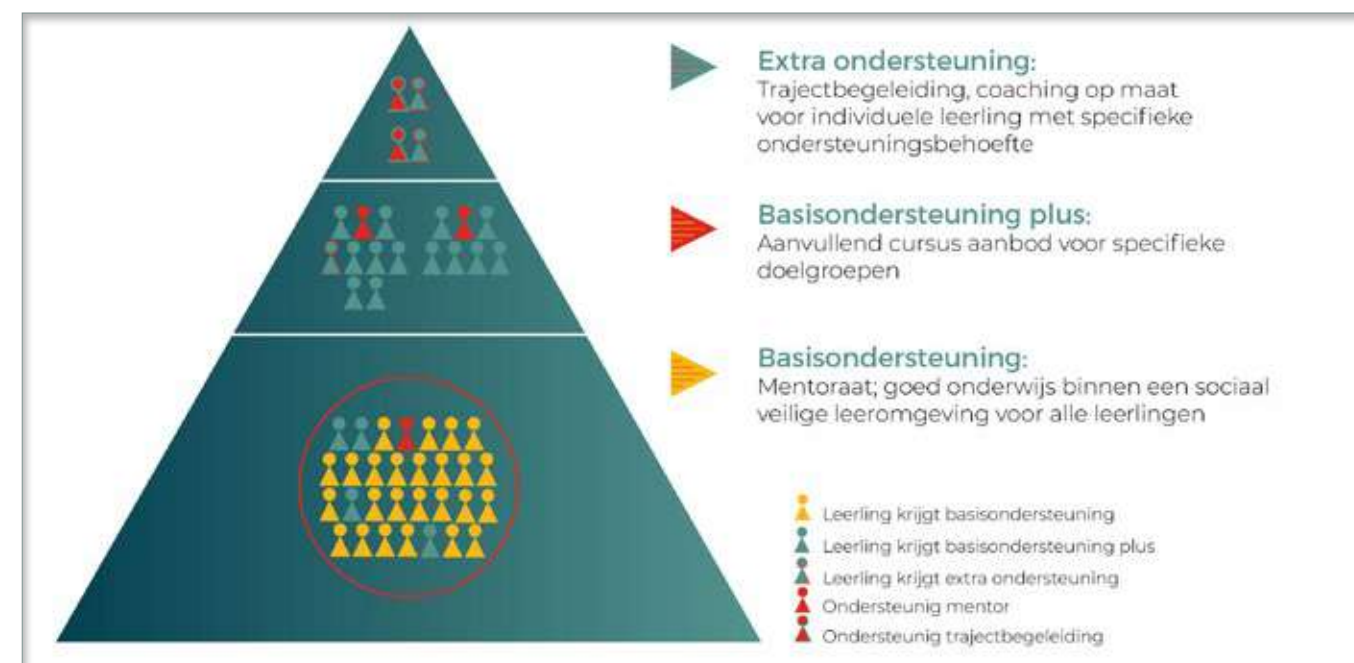 Extra ondersteuning:
Trajectbegeleiding, coaching op maat
voor individuele leerling met specifieke
ondersteuningsbehoefte
Basisondersteuning plus:
Aanvullend cursus aanbod voor specifieke
doelgroepen
Basisondersteuning:
Mentoraat; goed onderwijs binnen een sociaal
veilige leeromgeving voor alle leerlingen
Leerling krijgt basisondersteuning
Leerling krijgt basisondersteuning plus
Leerling krijgt extra ondersteuning
Ondersteunig mentor
Ondersteunig trajectbegeleiding